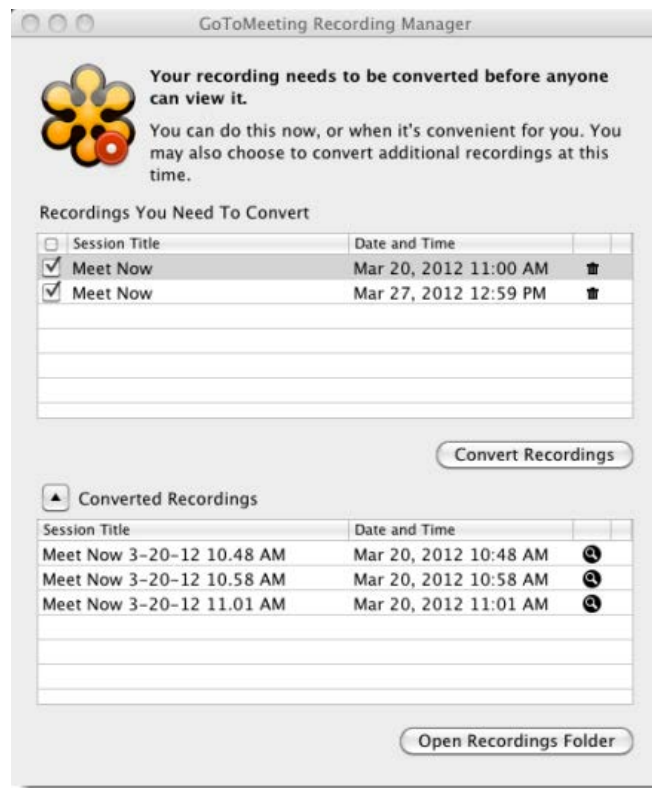 GoToMeeting Recording Manager
Your recording needs to be converted before anyone
can view it.
You can do this now, or when it's convenient for you. You
may also choose to convert additional recordings at this
time.
Recordings You Need To Convert
Session Title Date and Time
Meet Now Mar 20, 2012 11:00 AM
Meet Now Mar 27, 2012 12:59 PM
Convert Recordings
Converted Recordings
Session Title Date and Time
Meet Now 3-20-12 10.48 AM Mar 20, 2012 10:48 AM
Meet Now 3-20-12 10.58 AM Mar 20, 2012 10:58 AM
Meet Now 3-20-12 11.01 AM Mar 20, 2012 11:01 AM
Open Recordings Folder